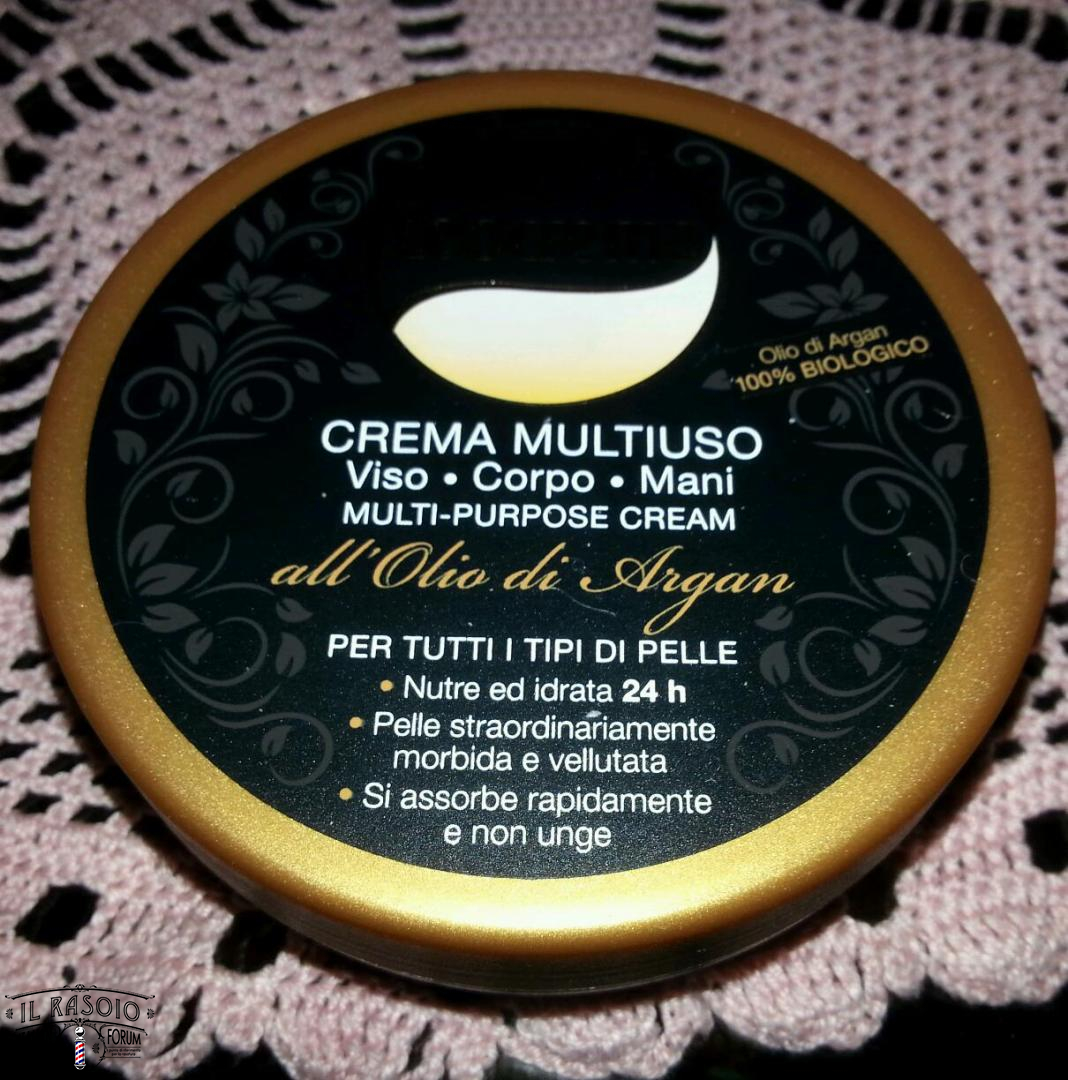 Olio di Argan
100% BIOLOGICO
CREMA MULTIUSO
Viso • Corpo • Mani
MULTI-PURPOSE CREAM
all'Olio di Argan
PER TUTTI I TIPI DI PELLE
• Nutre ed idrata 24 h
• Pelle straordinariamente
morbida e vellutata
• Si assorbe rapidamente
e non unge
IL RASOIO
FORUM